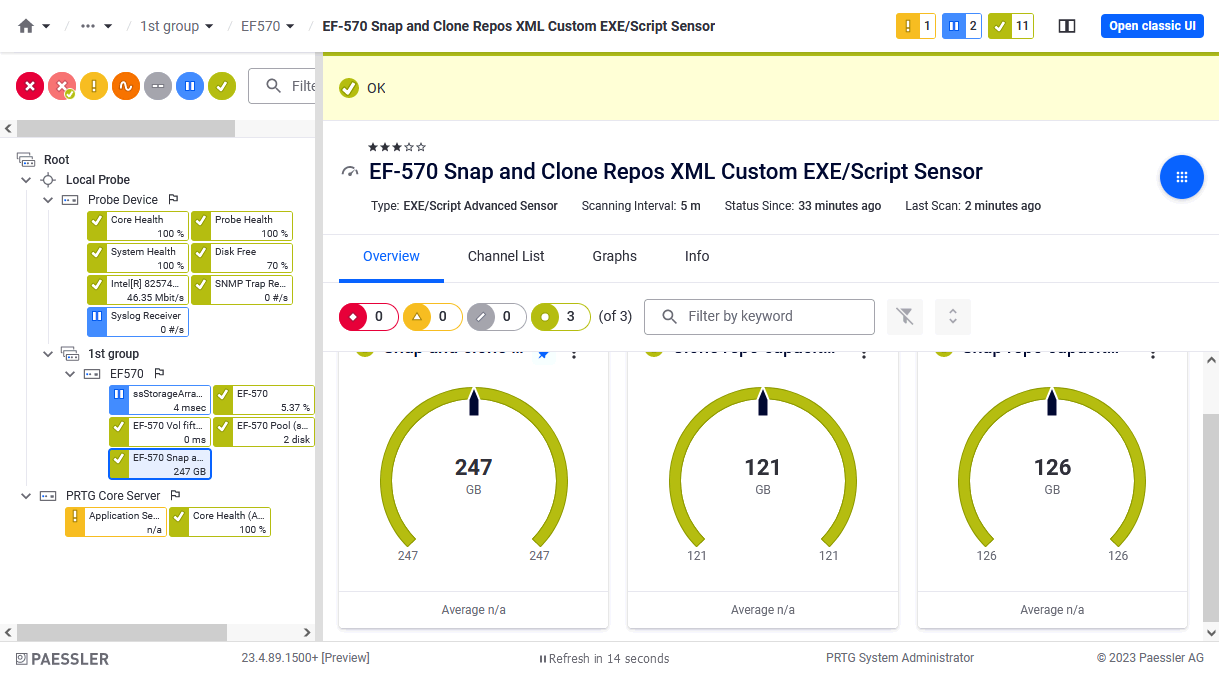 1st group
EF570
EF-570 Snap and Clone Repos XML Custom EXE/Script Sensor
1
2
11
Open classic UI
Filte
OK
Root
Local Probe
Probe Device
Core Health
100 %
Probe Health
100 %
System Health
100 %
Disk Free
70 %
Intel[R] 82574...
46.35 Mbit/s
SNMP Trap Re...
0 #/s
Syslog Receiver
0 #/s
1st group
EF570
ssStorageArra...
4 msec
EF-570
5.37 %
EF-570 Vol fift...
0 ms
EF-570 Pool (s...
2 disk
EF-570 Snap a...
247 GB
PRTG Core Server
Application Se...
n/a
Core Health (A...
100 %
EF-570 Snap and Clone Repos XML Custom EXE/Script Sensor
Type: EXE/Script Advanced Sensor
Scanning Interval: 5 m
Status Since: 33 minutes ago
Last Scan: 2 minutes ago
Overview
Channel List
Graphs
Info
0
0
0
3
(of 3)
Filter by keyword
247
GB
247
247
Average n/a
121
GB
121
121
Average n/a
126
GB
126
126
Average n/a
PAESSLER
23.4.89.1500+ [Preview]
Refresh in 14 seconds
PRTG System Administrator
© 2023 Paessler AG